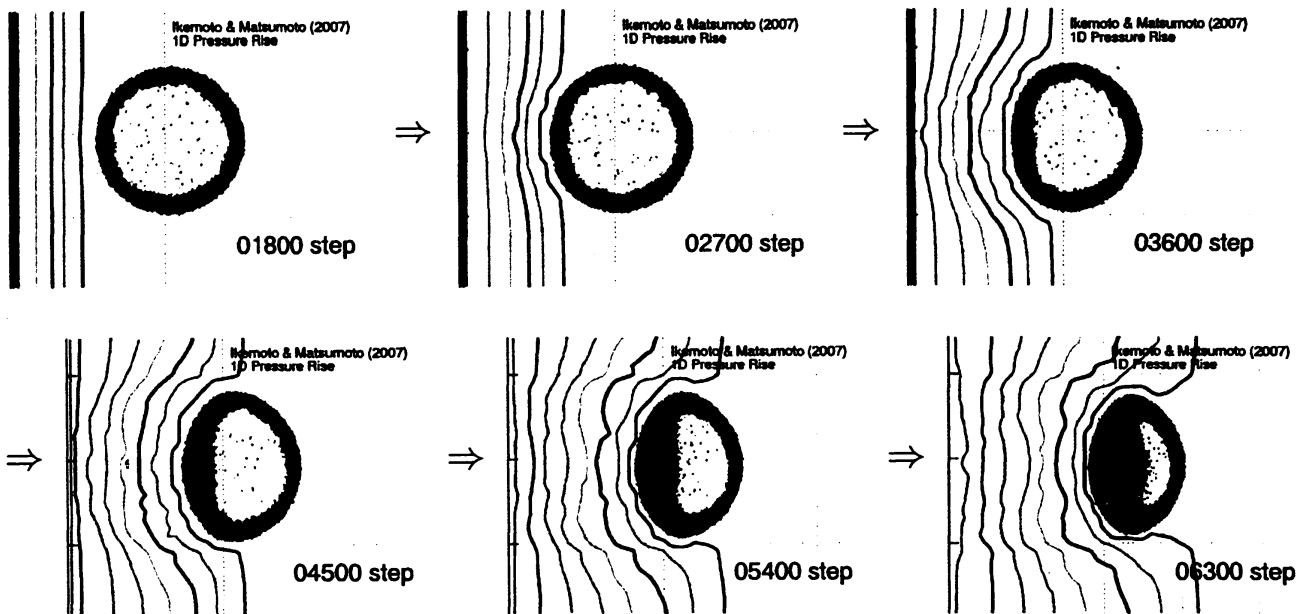 Ikemoto & Matsumoto (2007)
1D Pressure Rise
01800 step
⇒
Ikemoto & Matsumoto (2007)
1D Pressure Rise
02700 step
⇒
Ikemoto & Matsumoto (2007)
1D Pressure Rise
03600 step
⇒
Ikemoto & Matsumoto (2007)
1D Pressure Rise
04500 step
⇒
Ikemoto & Matsumoto (2007)
1D Pressure Rise
05400 step
⇒
Ikemoto & Matsumoto (2007)
1D Pressure Rise
06300 step